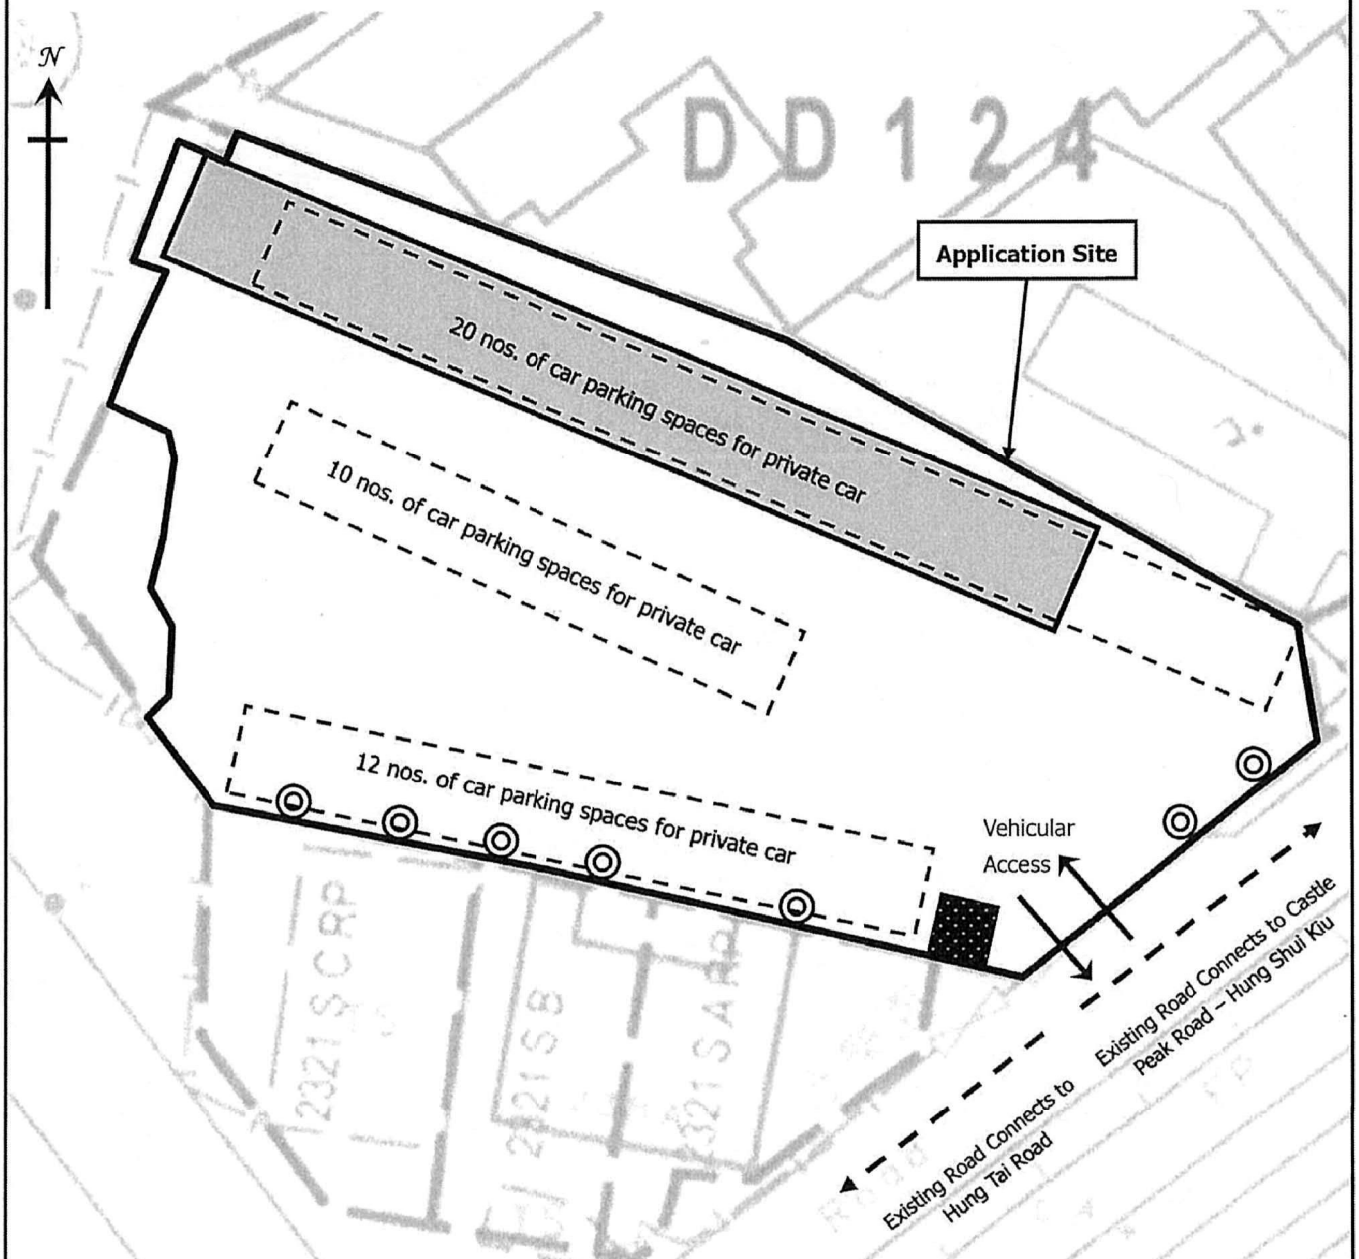 N
DD124
Application Site
20 nos. of car parking spaces for private car
10 nos. of car parking spaces for private car
12 nos. of car parking spaces for private car
Vehicular
Access
Existing Road Connects to Castle
Peak Road – Hung Shui Kiu
Existing Road Connects to
Hung Tai Road
2321 S C RP
2321 S B
2321 S A RP